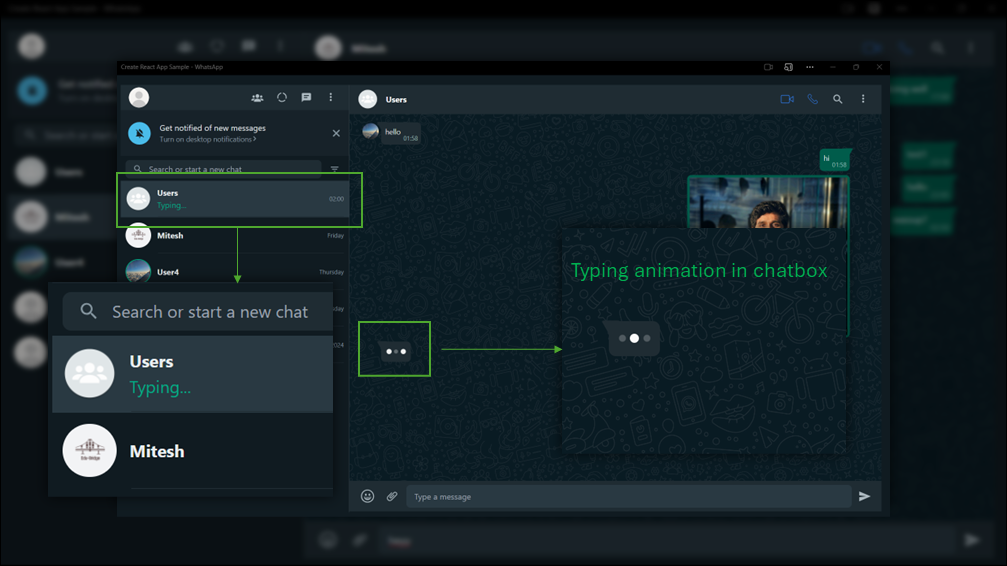 Create React App Sample - WhatsApp
Users
Get notified of new messages
Turn on desktop notifications >
hello
01:58
Search or start a new chat
hi
01:58
Users
02:00
Typing...
Mitesh
Friday
User4
Thursday
Typing animation in chatbox
Search or start a new chat
2024
Users
Typing...
Mitesh
Type a message